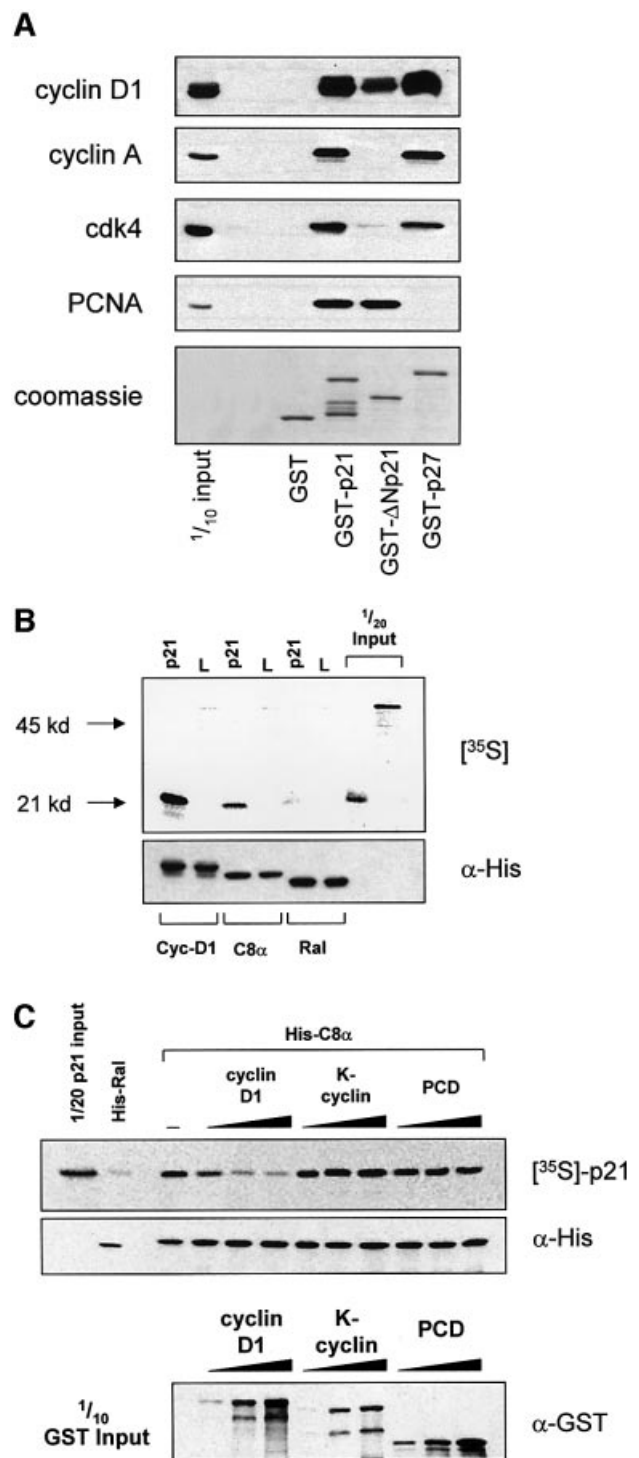 A
cyclin D1
cyclin A
cdk4
PCNA
coomassie
1/10 input
GST
GST-p21
GST-ΔNp21
GST-p27
B
1/20
Input
p21
L
p21
L
p21
L
45 kd
[35S]
21 kd
α-His
Cyc-D1
C8α
Ral
C
1/20 p21 input
His-Ral
His-C8α
cyclin
D1
K-
cyclin
PCD
–
[35S]-p21
α-His
cyclin
D1
K-
cyclin
PCD
1/10
GST Input
α-GST